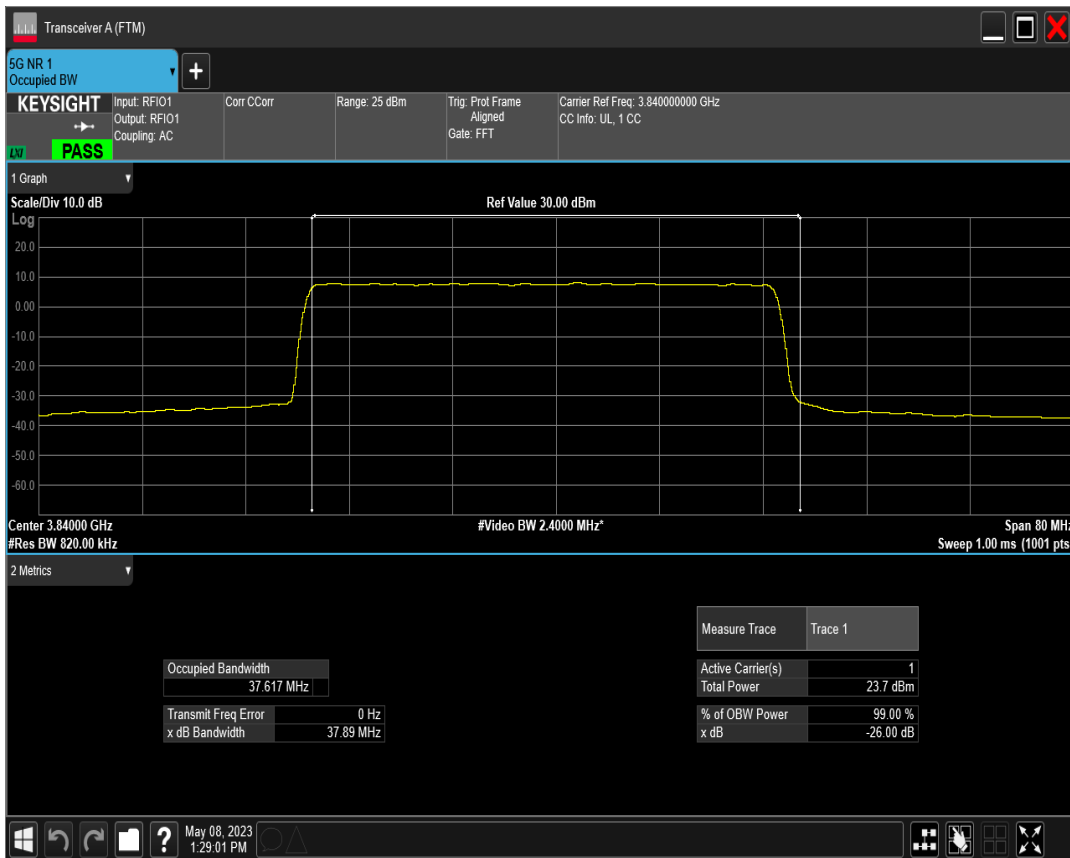 Transceiver A (FTM)
5G NR 1
Occupied BW
+
KEYSIGHT
LXI
PASS
Input: RFIO1
Output: RFIO1
Coupling: AC
Corr CCorr
Range: 25 dBm
Trig: Prot Frame
Aligned
Gate: FFT
Carrier Ref Freq: 3.840000000 GHz
CC Info: UL, 1 CC
1 Graph
Scale/Div 10.0 dB
Ref Value 30.00 dBm
Log
20.0
10.0
0.00
-10.0
-20.0
-30.0
-40.0
-50.0
-60.0
Center 3.84000 GHz
#Video BW 2.4000 MHz*
Span 80 MHz
#Res BW 820.00 kHz
Sweep 1.00 ms (1001 pts
2 Metrics
Measure Trace Trace 1
Occupied Bandwidth
37.617 MHz
Active Carrier(s) 1
Total Power 23.7 dBm
Transmit Freq Error 0 Hz
x dB Bandwidth 37.89 MHz
% of OBW Power 99.00 %
x dB -26.00 dB
?
May 08, 2023
1:29:01 PM